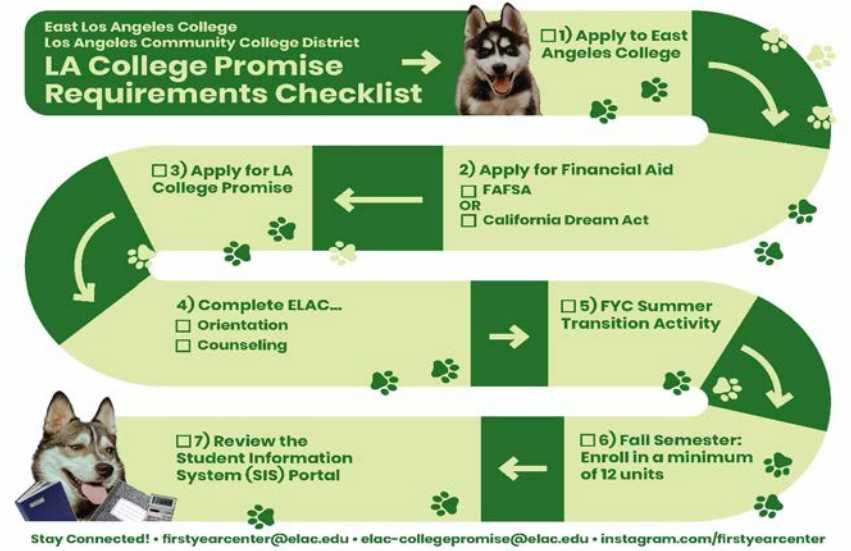 East Los Angeles College
Los Angeles Community College District
LA College Promise
Requirements Checklist
1) Apply to East
Angeles College
2) Apply for Financial Aid
FAFSA
OR
California Dream Act
3) Apply for LA
College Promise
4) Complete ELAC...
Orientation
Counseling
5) FYC Summer
Transition Activity
6) Fall Semester:
Enroll in a minimum
of 12 units
7) Review the
Student Information
System (SIS) Portal
Stay Connected! • firstyearcenter@elac.edu • elac-collegepromise@elac.edu • instagram.com/firstyearcenter